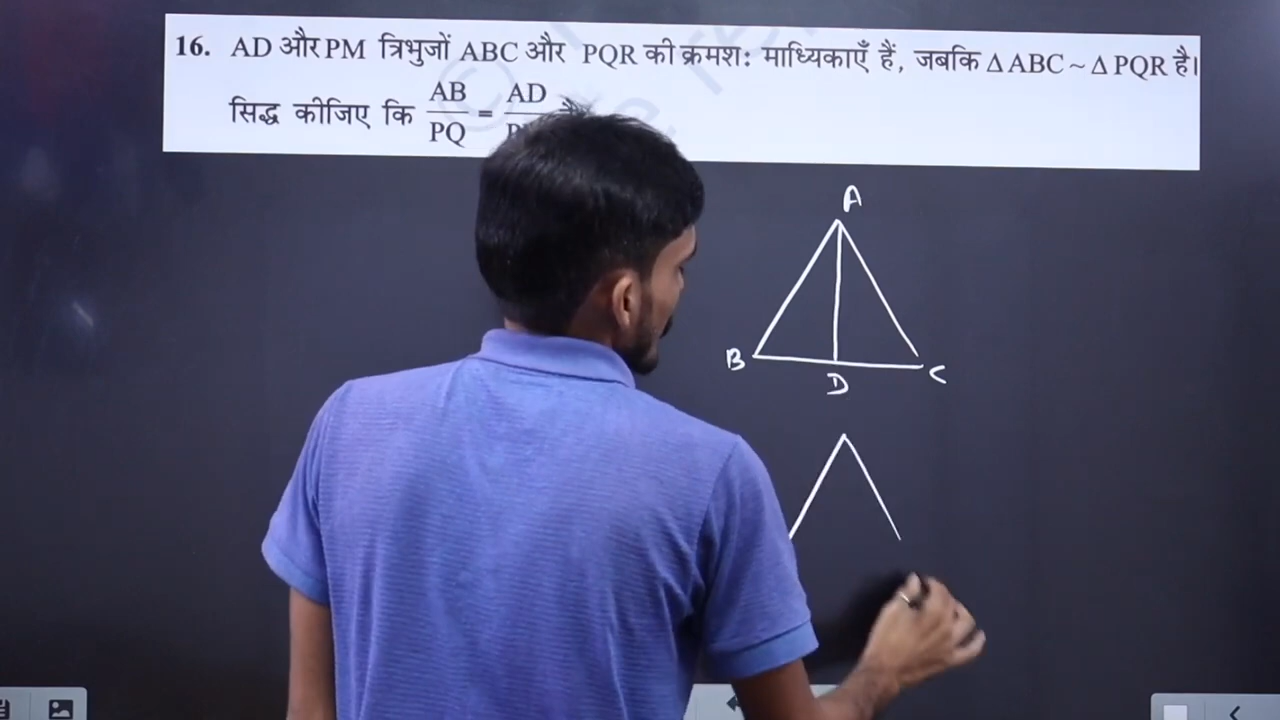 16. AD और PM त्रिभुजों ABC और PQR की क्रमशः माध्यिकाएँ हैं, जबकि Δ ABC ~ Δ PQR है।
सिद्ध कीजिए कि AB/PQ = AD/
A
B
D
C